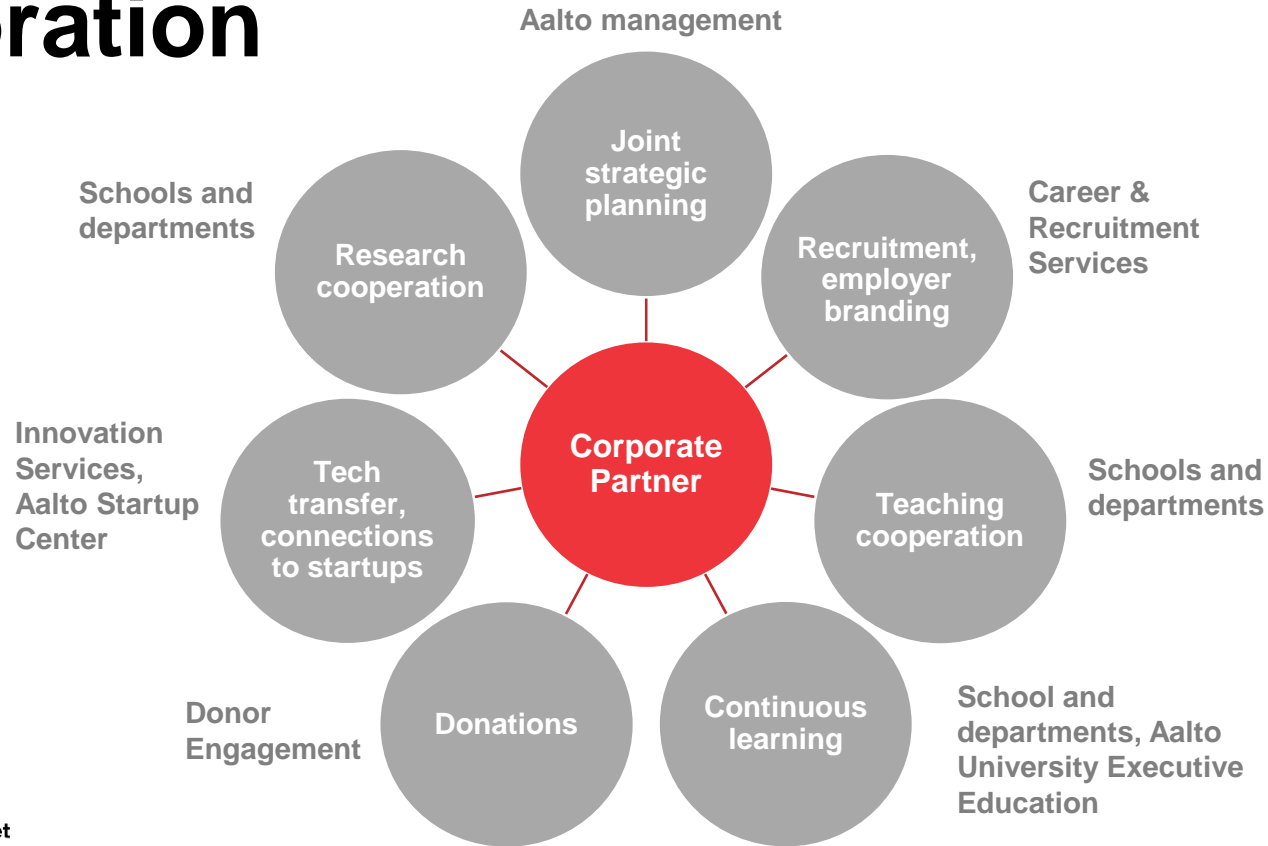 oration
Aalto management
Joint
strategic
planning
Schools and
departments
Research
cooperation
Recruitment,
employer
branding
Career &
Recruitment
Services
Corporate
Partner
Innovation
Services,
Aalto Startup
Center
Tech
transfer,
connections
to startups
Teaching
cooperation
Schools and
departments
Donor
Engagement
Donations
Continuous
learning
School and
departments, Aalto
University Executive
Education
et